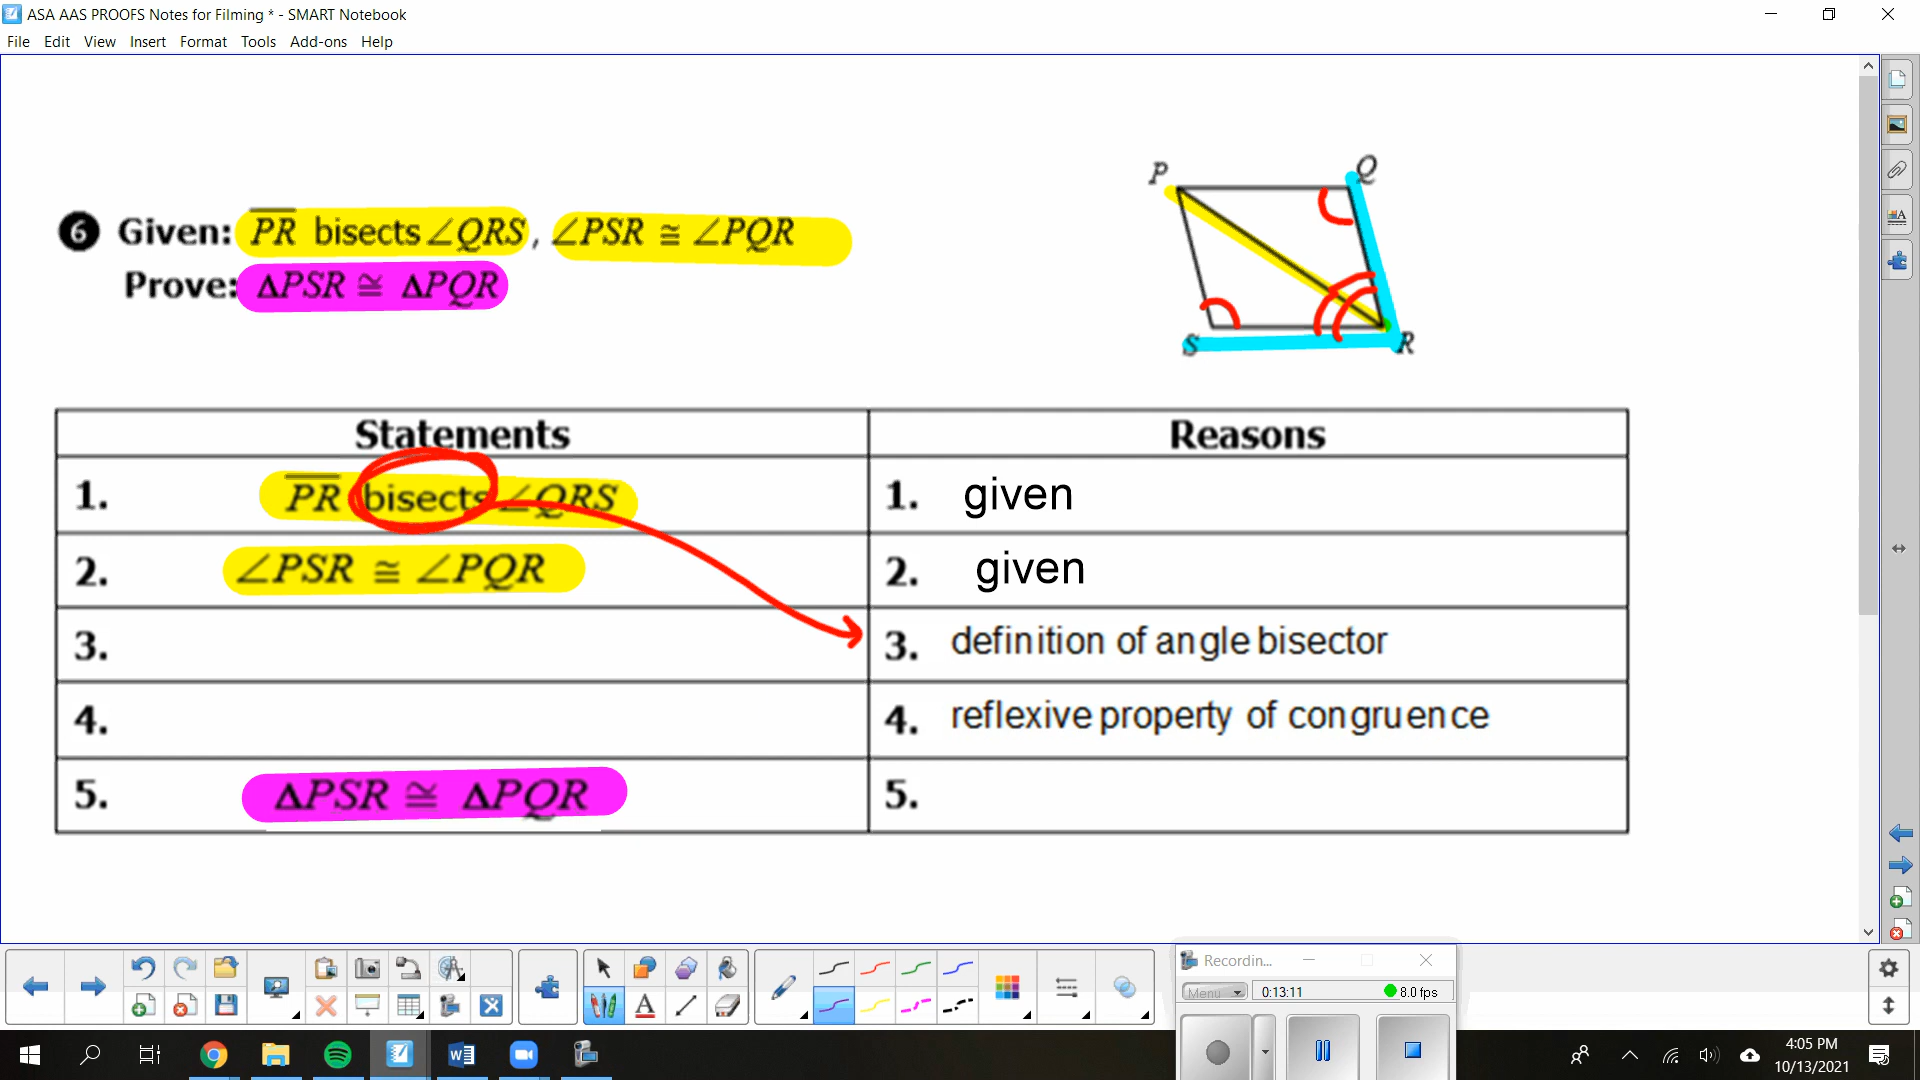 ASA AAS PROOFS Notes for Filming * - SMART Notebook
File Edit View Insert Format Tools Add-ons Help
P Q
6 Given: PR bisects ∠QRS, ∠PSR ≅ ∠PQR
Prove: ΔPSR ≅ ΔPQR
S R
Statements Reasons
1. PR bisects ∠QRS 1. given
2. ∠PSR ≅ ∠PQR 2. given
3. 3. definition of angle bisector
4. 4. reflexive property of congruence
5. ΔPSR ≅ ΔPQR 5.
Recordin...
Menu 0:13:11 8.0 fps
4:05 PM
10/13/2021